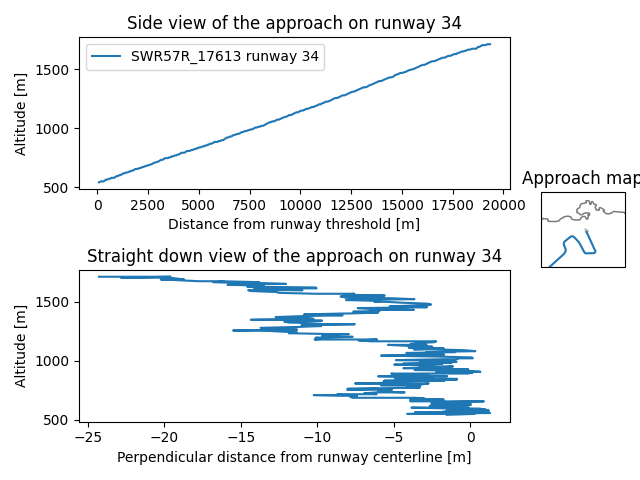 Side view of the approach on runway 34
SWR57R_17613 runway 34
Altitude [m]
1500
1000
500
0
2500
5000
7500
10000
12500
15000
17500
20000
Distance from runway threshold [m]
Approach map
Straight down view of the approach on runway 34
Altitude [m]
1500
1000
500
−25
−20
−15
−10
−5
0
Perpendicular distance from runway centerline [m]